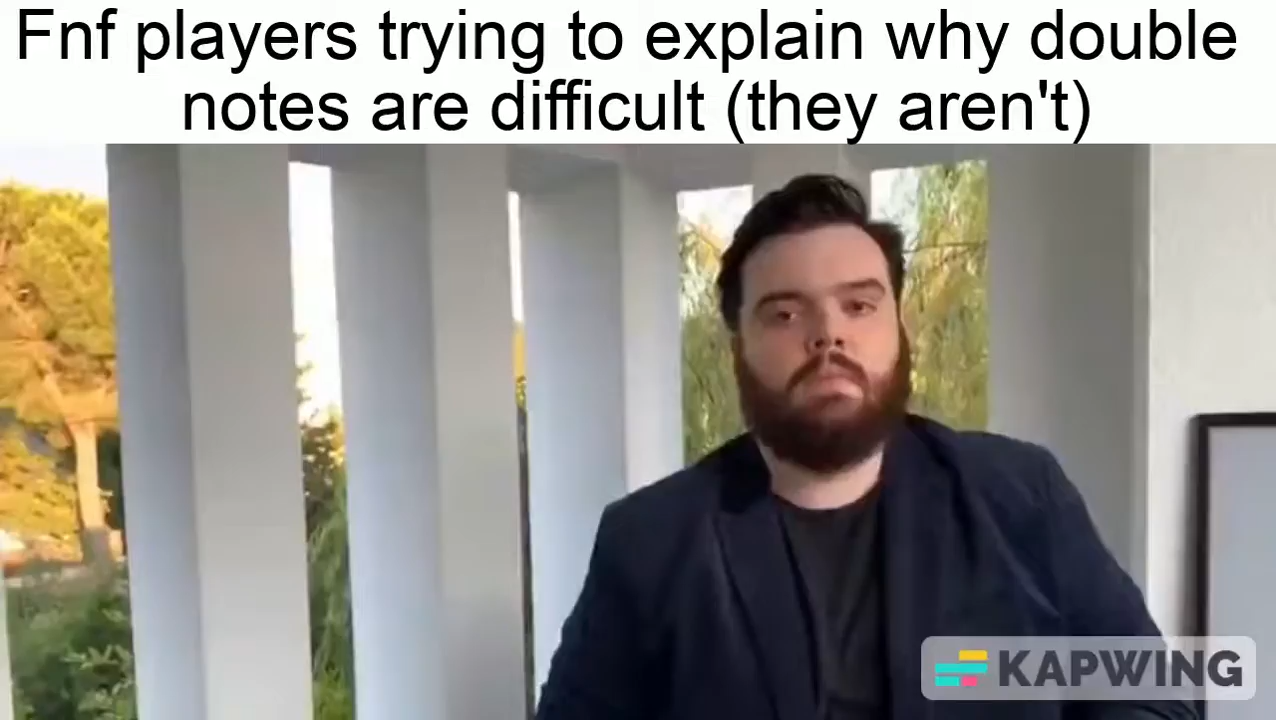 Fnf players trying to explain why double
notes are difficult (they aren't)
KAPWING